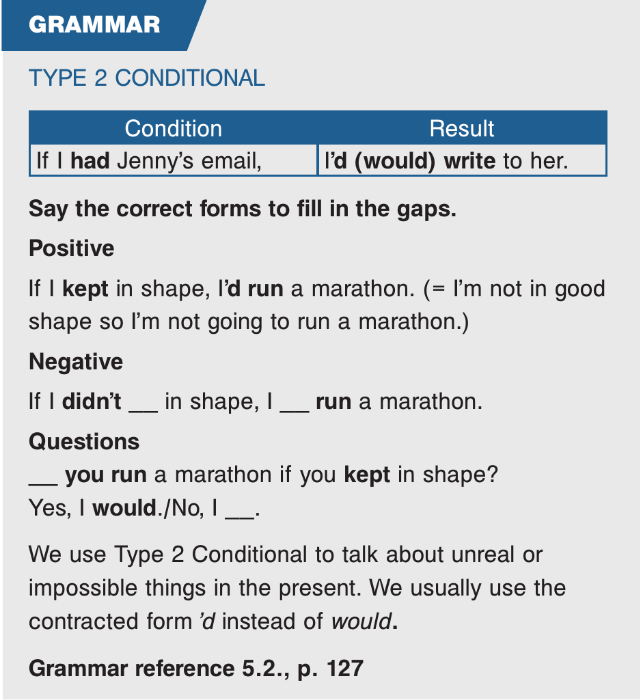 GRAMMAR
TYPE 2 CONDITIONAL
Condition Result
If I had Jenny's email, I'd (would) write to her.
Say the correct forms to fill in the gaps.
Positive
If I kept in shape, I'd run a marathon. (= I'm not in good
shape so I'm not going to run a marathon.)
Negative
If I didn't __ in shape, I __ run a marathon.
Questions
__ you run a marathon if you kept in shape?
Yes, I would./No, I __.
We use Type 2 Conditional to talk about unreal or
impossible things in the present. We usually use the
contracted form 'd instead of would.
Grammar reference 5.2., p. 127